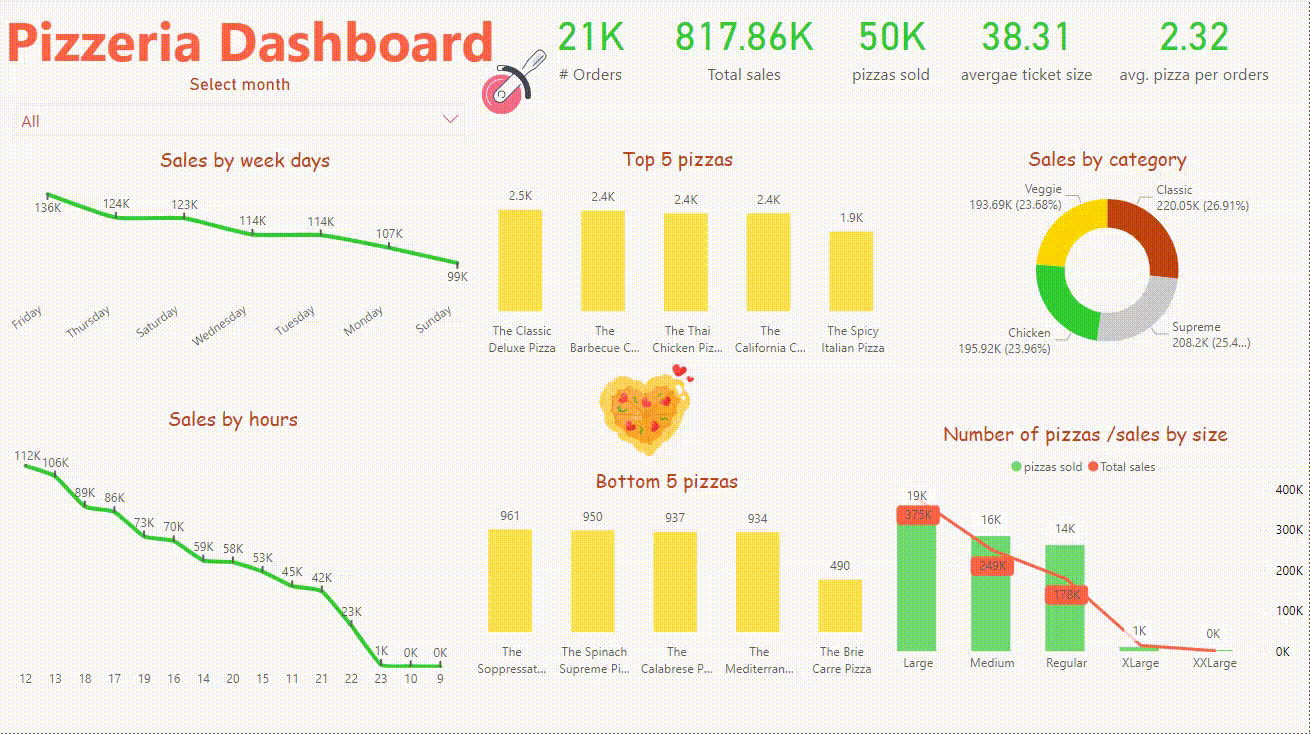 Pizzeria Dashboard
Select month
All
21K
# Orders
817.86K
Total sales
50K
pizzas sold
38.31
avergae ticket size
2.32
avg. pizza per orders
Sales by week days
136K
124K
123K
114K
114K
107K
99K
Friday
Thursday
Saturday
Wednesday
Tuesday
Monday
Sunday
Top 5 pizzas
2.5K
2.4K
2.4K
2.4K
1.9K
The Classic
Deluxe Pizza
The
Barbecue C...
The Thai
Chicken Piz...
The
California C...
The Spicy
Italian Pizza
Sales by category
Veggie
193.69K (23.68%)
Classic
220.05K (26.91%)
Chicken
195.92K (23.96%)
Supreme
208.2K (25.4...)
Sales by hours
112K
106K
89K
86K
73K
70K
59K
58K
53K
45K
42K
23K
1K
0K
0K
12 13 18 17 19 16 14 20 15 11 21 22 23 10 9
Bottom 5 pizzas
961
950
937
934
490
The
Soppressat...
The Spinach
Supreme Pi...
The
Calabrese P...
The
Mediterran...
The Brie
Carre Pizza
Number of pizzas /sales by size
pizzas sold
Total sales
19K
375K
16K
249K
14K
178K
1K
0K
400K
300K
200K
100K
0K
Large
Medium
Regular
XLarge
XXLarge